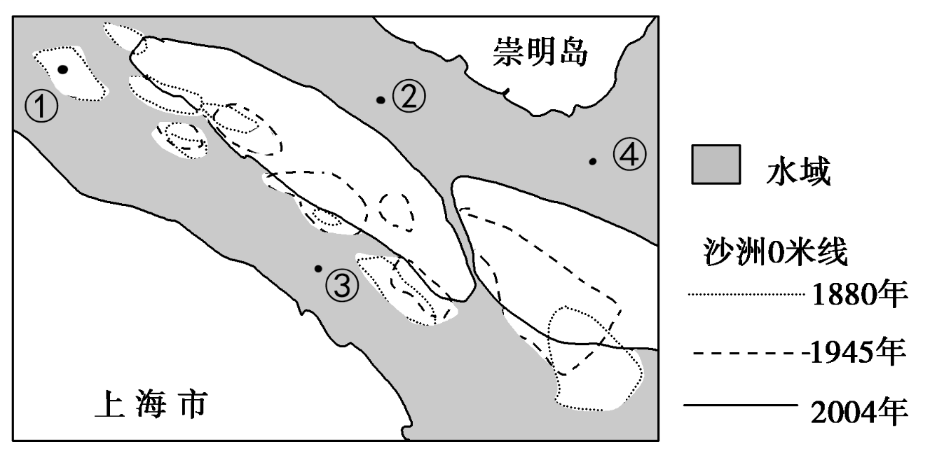 崇明岛
①
②
④
③
上海市
水域
沙洲0米线
1880年
1945年
2004年